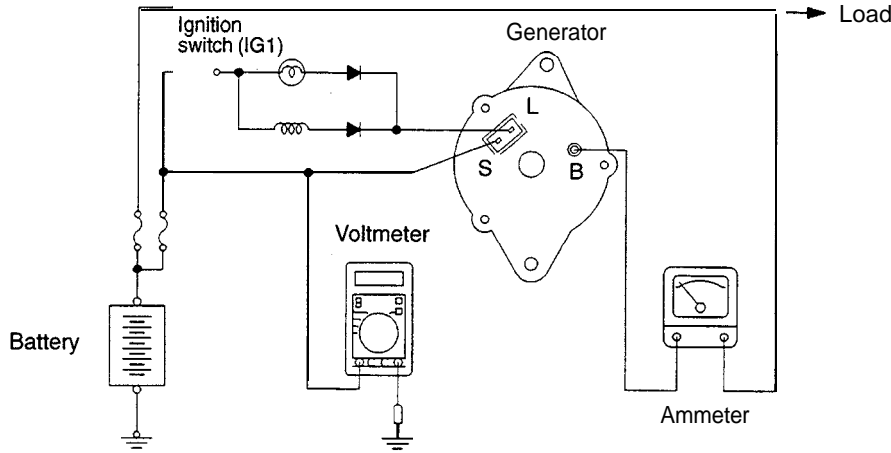 Load
Ignition
switch (IG1)
Generator
L
S
B
Voltmeter
Battery
Ammeter